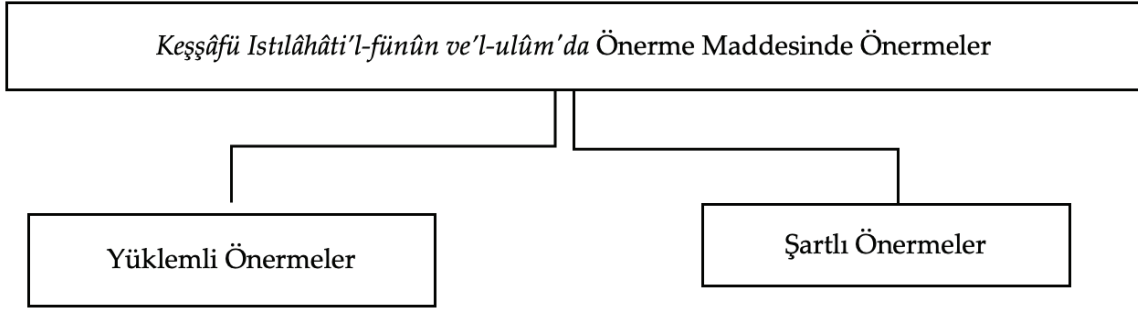 Keşşâfü Istılâhâti’l-fünûn ve’l-ulûm’da Önerme Maddesinde Önermeler
Yüklemli Önermeler
Şartlı Önermeler